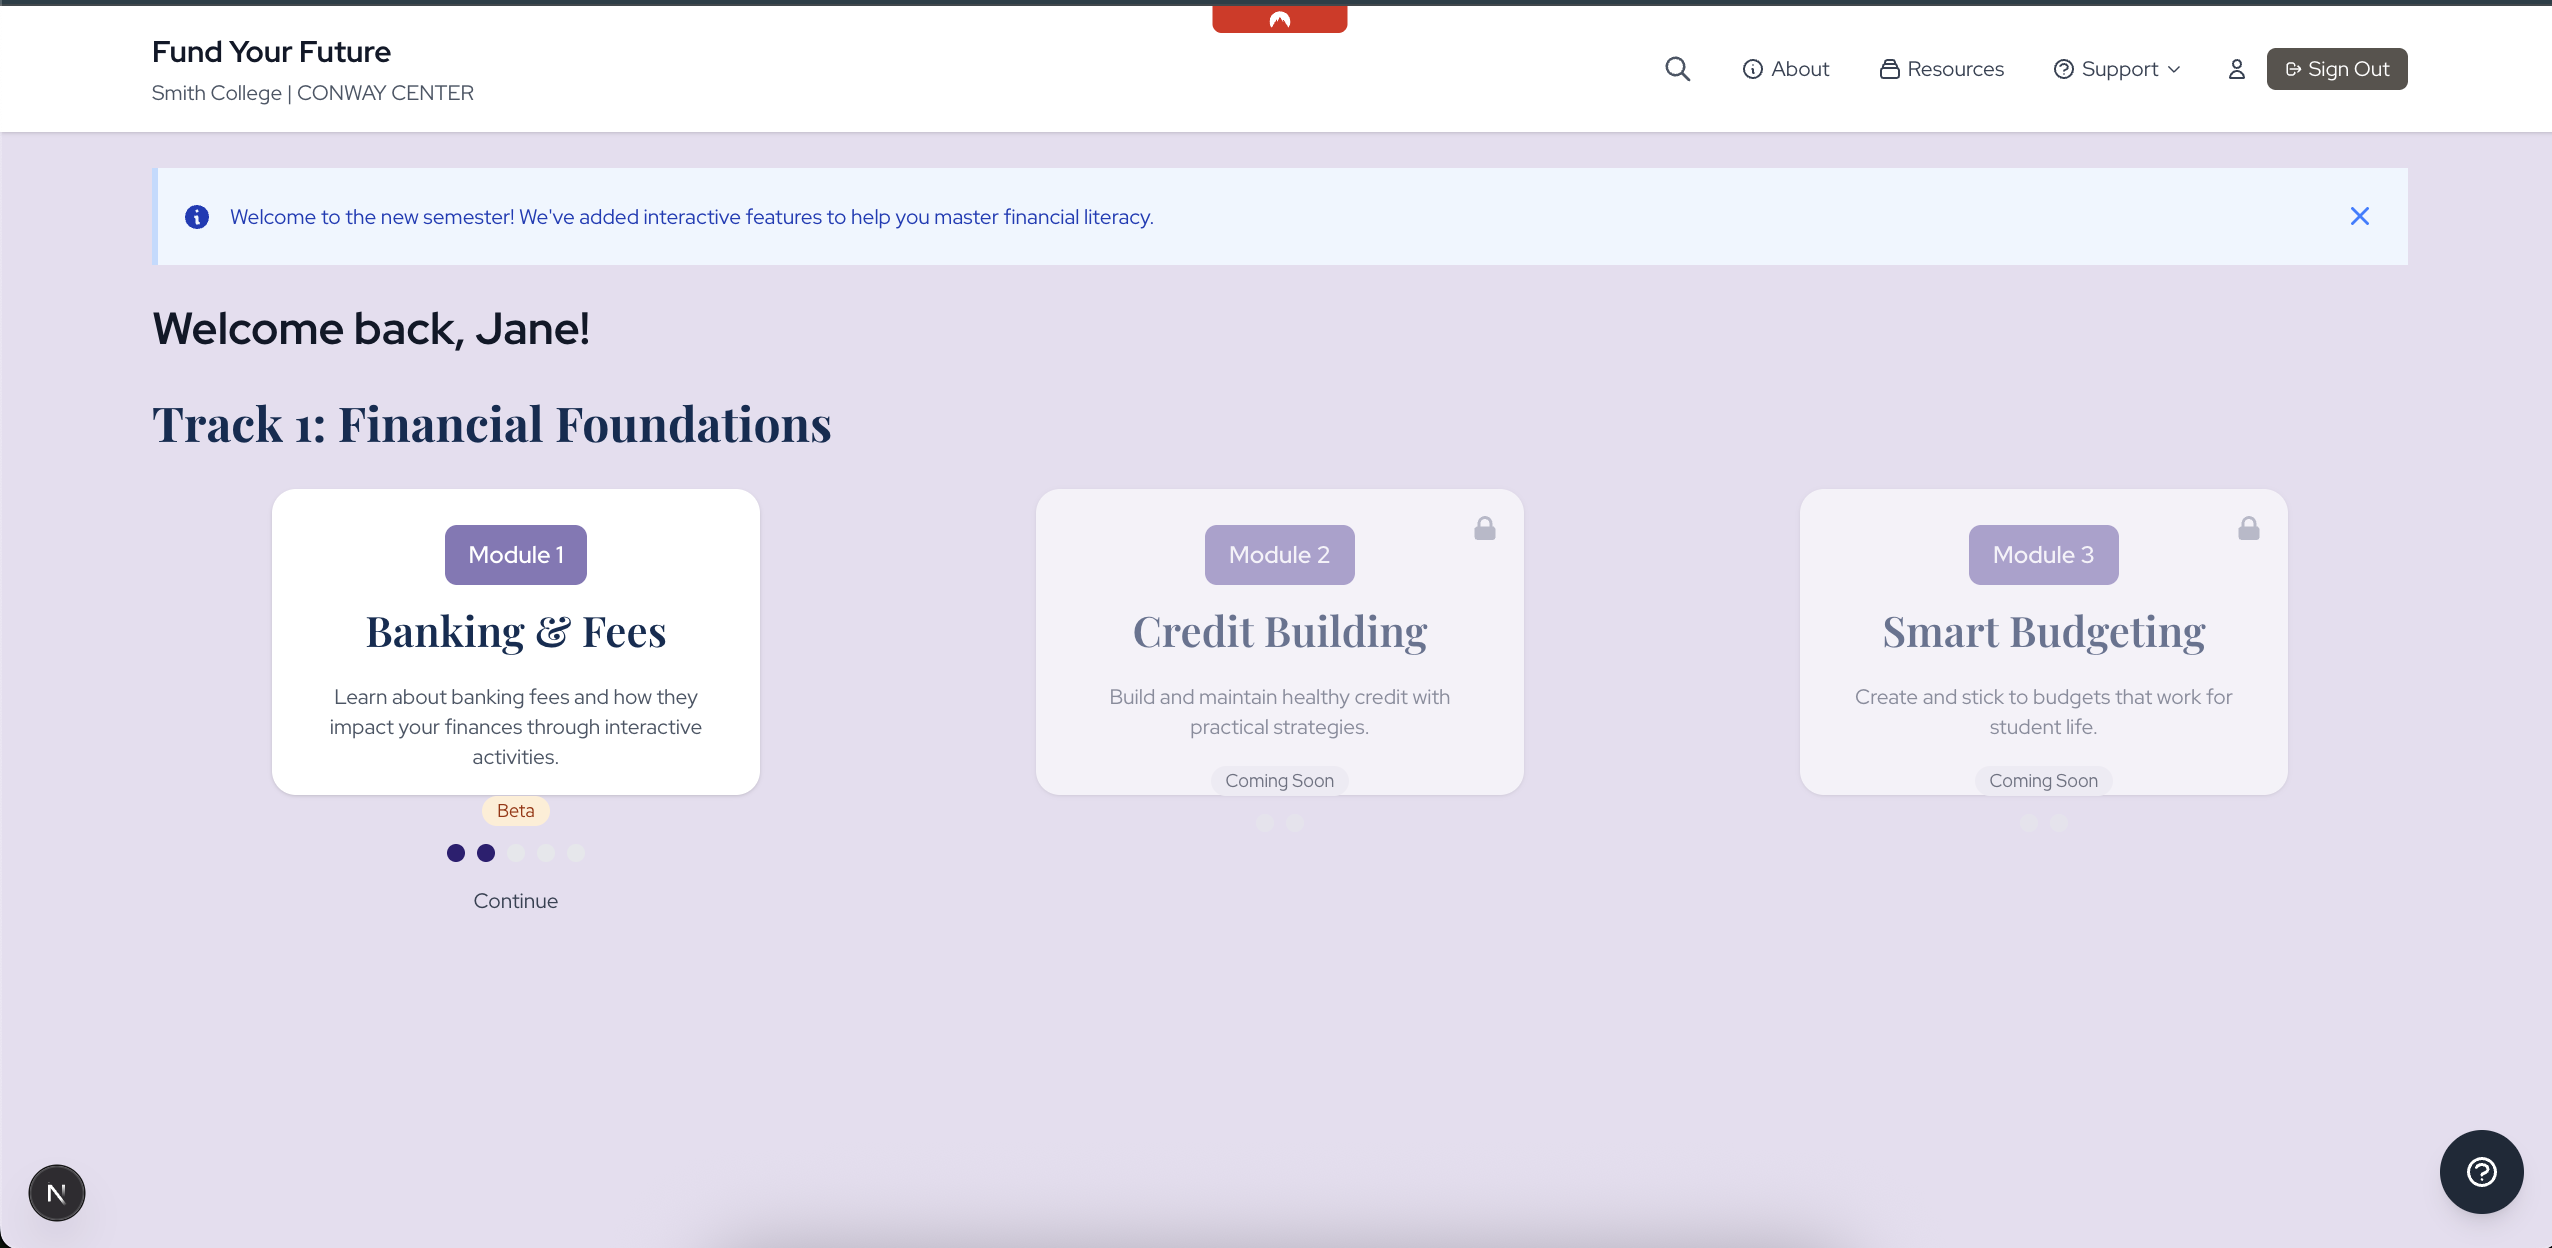 Fund Your Future
Smith College | CONWAY CENTER
About
Resources
Support
Sign Out
Welcome to the new semester! We've added interactive features to help you master financial literacy.
Welcome back, Jane!
Track 1: Financial Foundations
Module 1
Banking & Fees
Learn about banking fees and how they
impact your finances through interactive
activities.
Beta
Continue
Module 2
Credit Building
Build and maintain healthy credit with
practical strategies.
Coming Soon
Module 3
Smart Budgeting
Create and stick to budgets that work for
student life.
Coming Soon
N